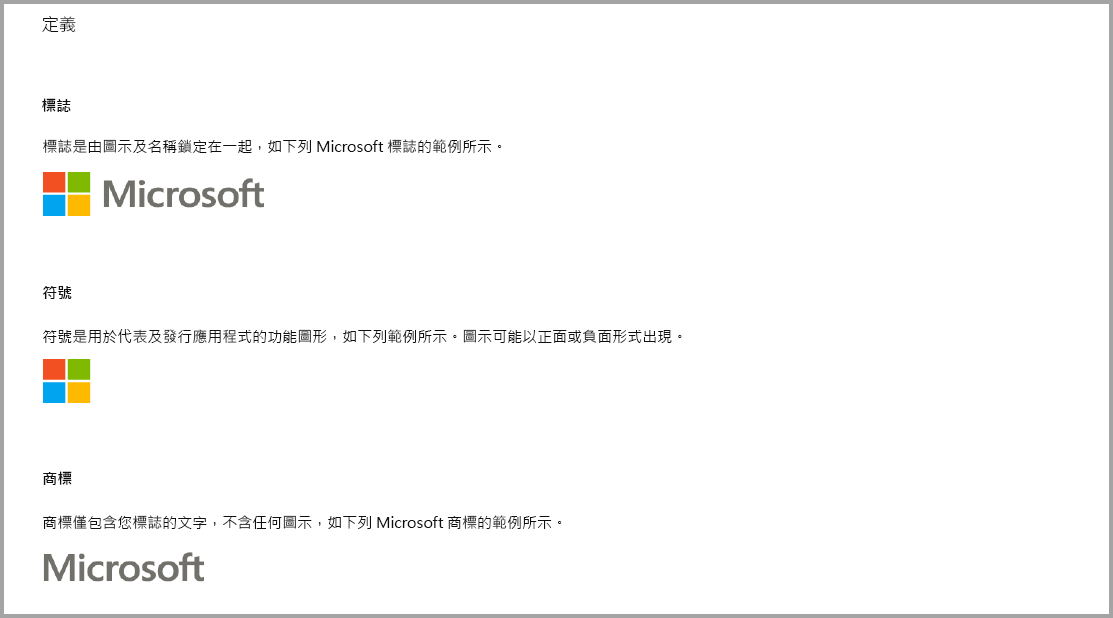 定義
標誌
標誌是由圖示及名稱鎖定在一起，如下列 Microsoft 標誌的範例所示。
Microsoft
符號
符號是用於代表及發行應用程式的功能圖形，如下列範例所示。圖示可能以正面或負面形式出現。
商標
商標僅包含您標誌的文字，不含任何圖示，如下列 Microsoft 商標的範例所示。
Microsoft